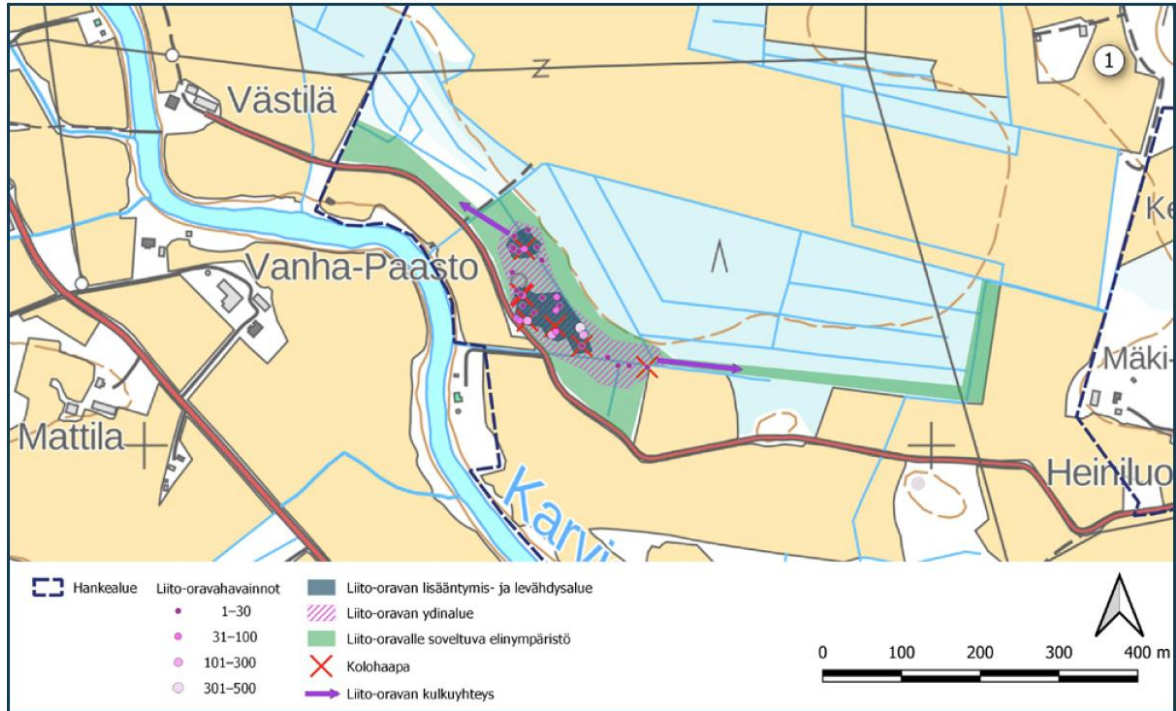 1
Västilä
Z
Vanha-Paasto
Ke
Mäki-
Mattila
Heiniluo
Karvi
Hankealue
Liito-oravahavainnot
1–30
31–100
101–300
301–500
Liito-oravan lisääntymis- ja levähdysalue
Liito-oravan ydinalue
Liito-oravalle soveltuva elinympäristö
Kolohaapa
Liito-oravan kulkuyhteys
0 100 200 300 400 m